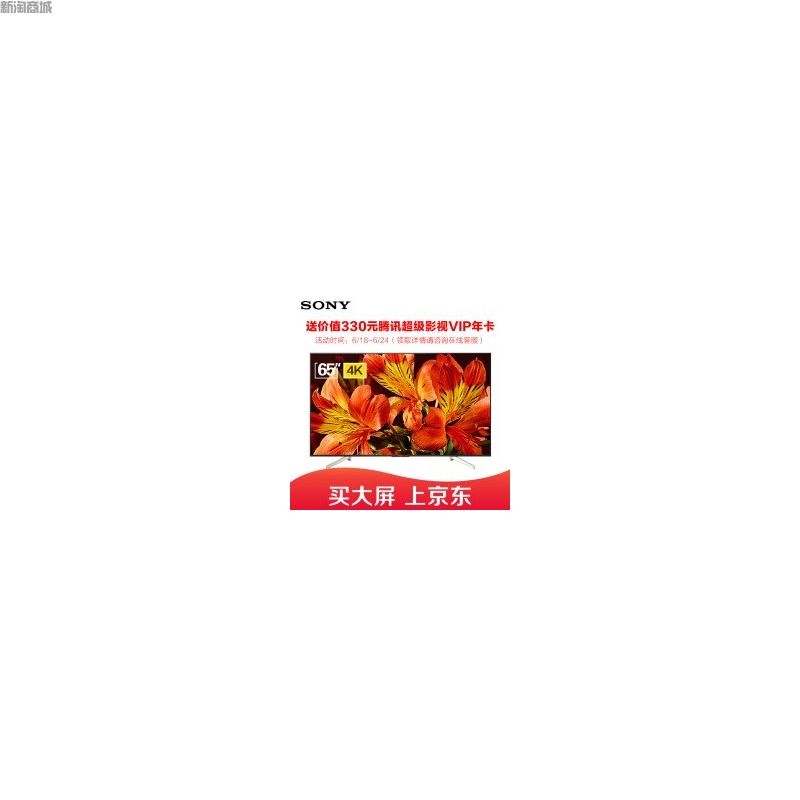 新淘商城
SONY
送价值330元腾讯超级影视VIP年卡
活动时间：6/18-6/24（领取详情请咨询在线客服）
65" 4K
买大屏 上京东